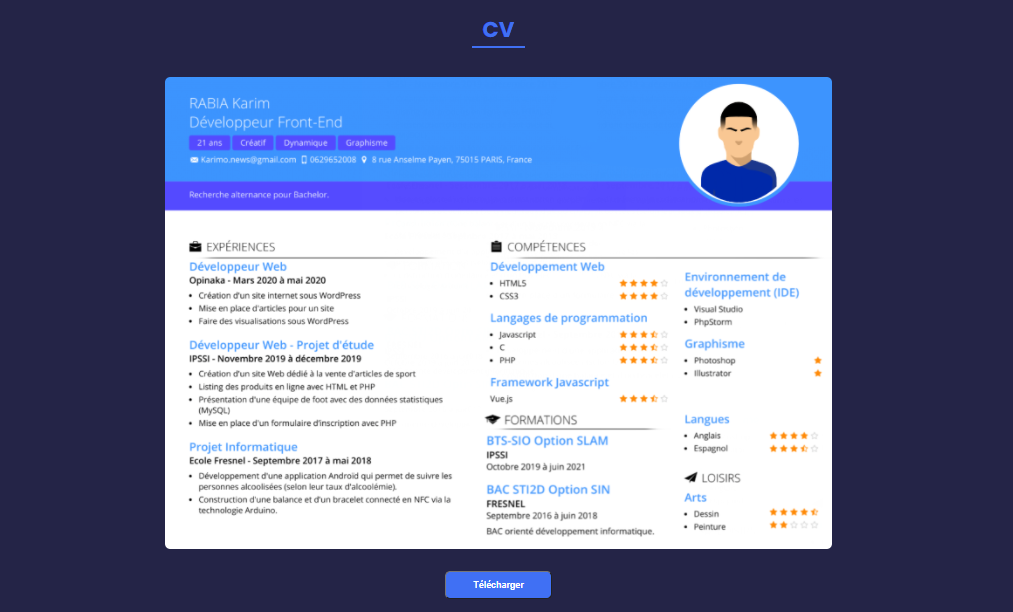 CV
RABIA Karim
Développeur Front-End
21 ans Créatif Dynamique Graphisme
Karimo.news@gmail.com 0629652008 8 rue Anselme Payen, 75015 PARIS, France
Recherche alternance pour Bachelor.
EXPÉRIENCES
Développeur Web
Opinaka - Mars 2020 à mai 2020
Création d'un site internet sous WordPress
Mise en place d'articles pour un site
Faire des visualisations sous WordPress
Développeur Web - Projet d'étude
IPSSI - Novembre 2019 à décembre 2019
Création d'un site Web dédié à la vente d'articles de sport
Listing des produits en ligne avec HTML et PHP
Présentation d'une équipe de foot avec des données statistiques
(MySQL)
Mise en place d'un formulaire d'inscription avec PHP
Projet Informatique
Ecole Fresnel - Septembre 2017 à mai 2018
Développement d'une application Android qui permet de suivre les
personnes alcoolisées (selon leur taux d'alcoolémie).
Construction d'une balance et d'un bracelet connecté en NFC via la
technologie Arduino.
COMPÉTENCES
Développement Web
HTML5
CSS3
Langages de programmation
Javascript
C
PHP
Framework Javascript
Vue.js
Environnement de
développement (IDE)
Visual Studio
PhpStorm
Graphisme
Photoshop
Illustrator
Langues
Anglais
Espagnol
FORMATIONS
BTS-SIO Option SLAM
IPSSI
Octobre 2019 à juin 2021
BAC STI2D Option SIN
FRESNEL
Septembre 2016 à juin 2018
BAC orienté développement informatique.
LOISIRS
Arts
Dessin
Peinture
Télécharger